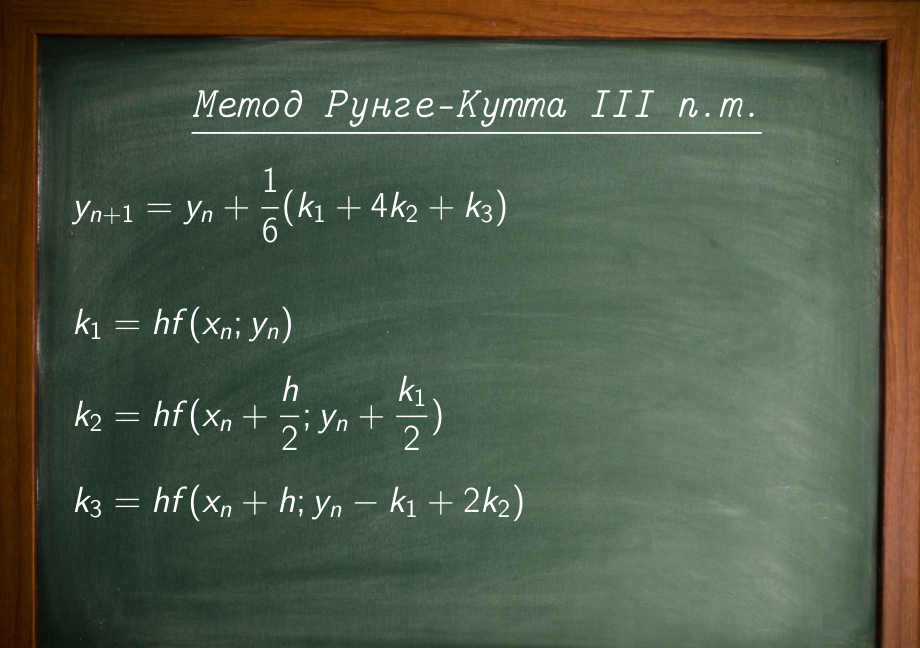 Метод Рунге-Кутта III п.т.
y_{n+1} = y_n + \frac{1}{6}(k_1 + 4k_2 + k_3)
k_1 = hf(x_n; y_n)
k_2 = hf(x_n + \frac{h}{2}; y_n + \frac{k_1}{2})
k_3 = hf(x_n + h; y_n − k_1 + 2k_2)